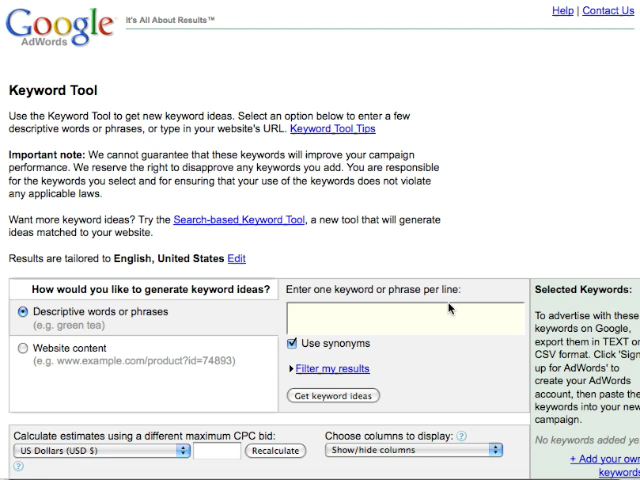 Help | Contact Us
Google
AdWords
It's All About Results™
Keyword Tool
Use the Keyword Tool to get new keyword ideas. Select an option below to enter a few
descriptive words or phrases, or type in your website's URL. Keyword Tool Tips
Important note: We cannot guarantee that these keywords will improve your campaign
performance. We reserve the right to disapprove any keywords you add. You are responsible
for the keywords you select and for ensuring that your use of the keywords does not violate
any applicable laws.
Want more keyword ideas? Try the Search-based Keyword Tool, a new tool that will generate
ideas matched to your website.
Results are tailored to English, United States Edit
How would you like to generate keyword ideas?
Descriptive words or phrases
(e.g. green tea)
Website content
(e.g. www.example.com/product?id=74893)
Enter one keyword or phrase per line:
Use synonyms
Filter my results
Get keyword ideas
Selected Keywords:
To advertise with these
keywords on Google,
export them in TEXT or
CSV format. Click 'Sign
up for AdWords' to
create your AdWords
account, then paste the
keywords into your new
campaign.
No keywords added ye
+ Add your own
keywords
Calculate estimates using a different maximum CPC bid:
US Dollars (USD $)
Recalculate
?
Choose columns to display: ?
Show/hide columns